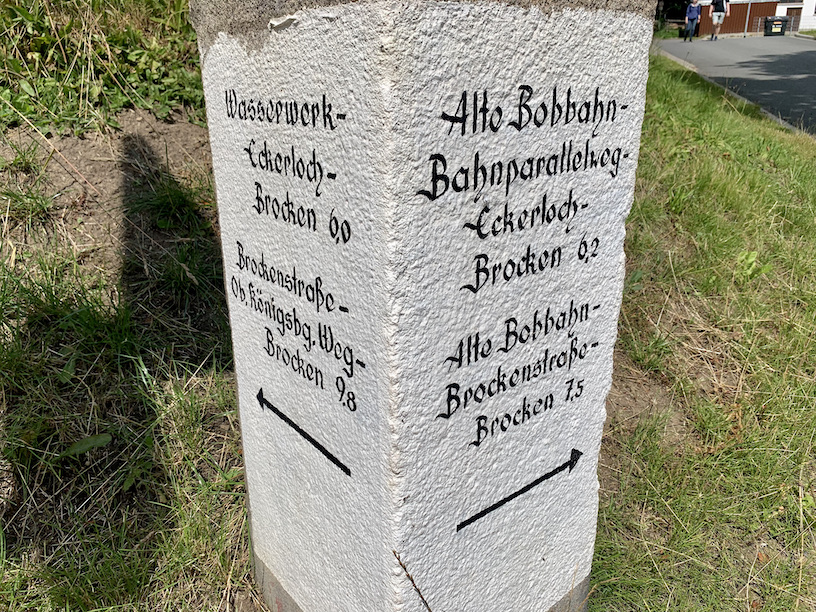 Wasserwerk-
Eckerloch-
Brocken 6,0
Brockenstraße-
Ob. Königsbg. Weg-
Brocken 9,8
Alte Bobbahn-
Bahnparallelweg-
Eckerloch-
Brocken 6,2
Alte Bobbahn-
Brockenstraße-
Brocken 7,5